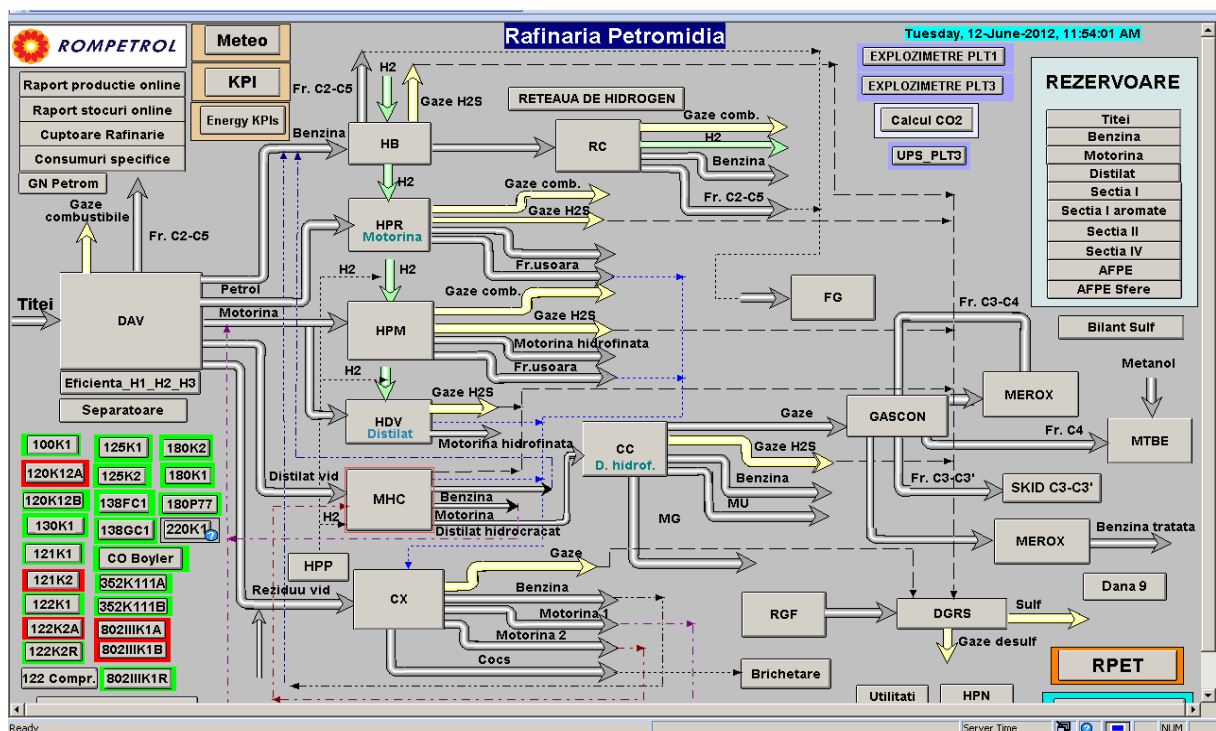 ROMPETROL
Meteo
KPI
Energy KPIs
Rafinaria Petromidia
Tuesday, 12-June-2012, 11:54:01 AM
Raport productie online
Raport stocuri online
Cuptoare Rafinarie
Consumuri specifice
GN Petrom
EXPLOZIMETRE PLT1
EXPLOZIMETRE PLT3
Calcul CO2
UPS_PLT3
REZERVOARE
Titei
Benzina
Motorina
Distilat
Sectia I
Sectia I aromate
Sectia II
Sectia IV
AFPE
AFPE Sfere
Bilant Sulf
RETEAUA DE HIDROGEN
Fr. C2-C5
H2
Gaze H2S
Benzina
HB
RC
Gaze comb.
H2
Benzina
Fr. C2-C5
H2
Gaze combustibile
Fr. C2-C5
HPR
Motorina
Gaze comb.
Gaze H2S
Fr.usoara
H2
H2
Titei
DAV
Petrol
Motorina
HPM
Gaze comb.
Gaze H2S
Motorina hidrofinata
Fr.usoara
FG
Eficienta_H1_H2_H3
Separatoare
H2
HDV
Distilat
Gaze H2S
Motorina hidrofinata
Distilat vid
MHC
Benzina
Motorina
Distilat hidrocracat
H2
HPP
CC
D. hidrof.
Gaze
Gaze H2S
Benzina
MU
MG
GASCON
Fr. C3-C4
MEROX
Metanol
Fr. C4
MTBE
Fr. C3-C3'
SKID C3-C3'
MEROX
Benzina tratata
Dana 9
Reziduu vid
CX
Gaze
Benzina
Motorina 1
Motorina 2
Cocs
Brichetare
RGF
DGRS
Sulf
Gaze desulf
RPET
Utilitati
HPN
100K1
125K1
180K2
120K12A
125K2
180K1
120K12B
138FC1
180P77
130K1
138GC1
220K1
121K1
CO Boyler
121K2
352K111A
122K1
352K111B
122K2A
802IIIK1A
122K2R
802IIIK1B
122 Compr.
802IIIK1R
Ready
Server Time
NUM